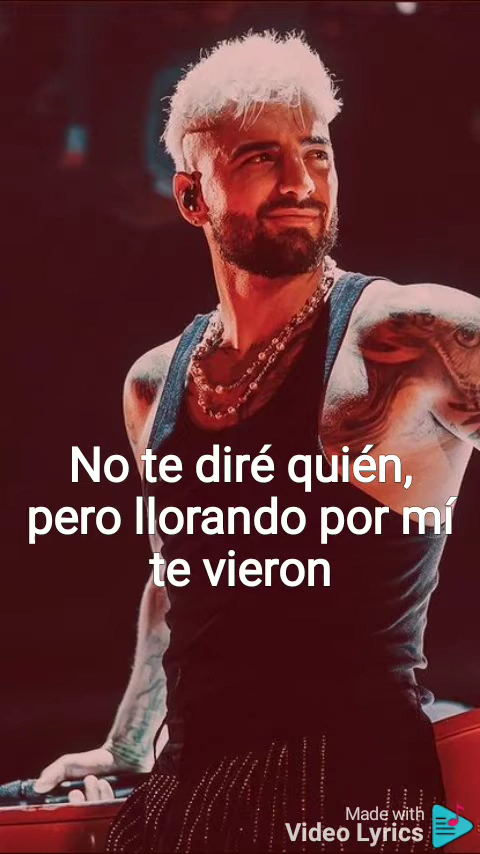 No te diré quién,
pero llorando por mí
te vieron
Made with
Video Lyrics